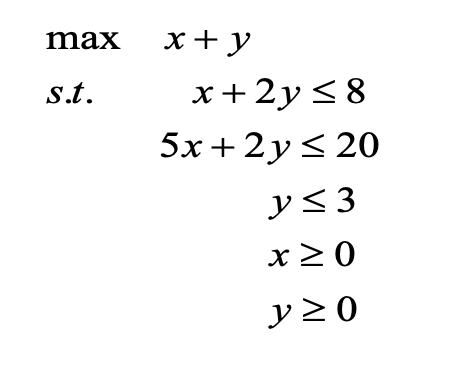 max x + y
s.t. x + 2y ≤ 8
5x + 2y ≤ 20
y ≤ 3
x ≥ 0
y ≥ 0